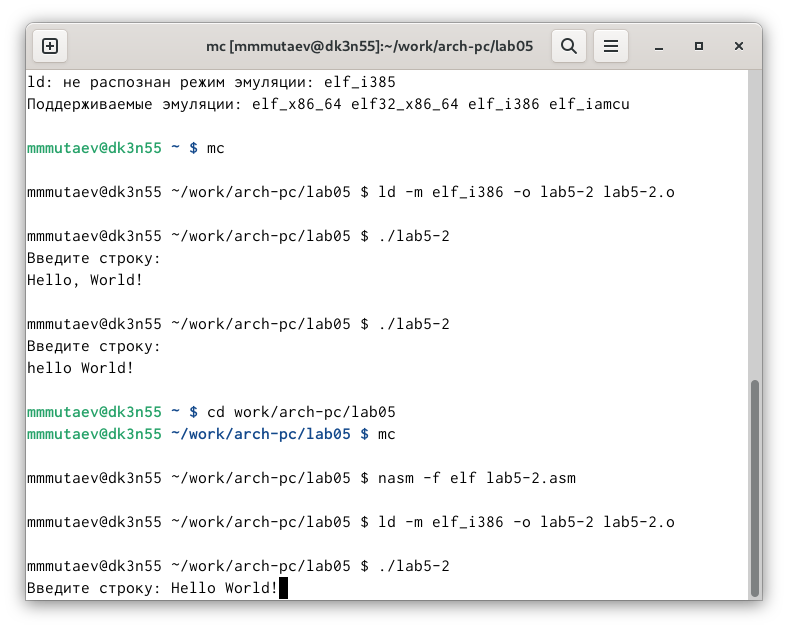 mc [mmmutaev@dk3n55]:~/work/arch-pc/lab05
ld: не распознан режим эмуляции: elf_i385
Поддерживаемые эмуляции: elf_x86_64 elf32_x86_64 elf_i386 elf_iamcu
mmmutaev@dk3n55 ~ $ mc
mmmutaev@dk3n55 ~/work/arch-pc/lab05 $ ld -m elf_i386 -o lab5-2 lab5-2.o
mmmutaev@dk3n55 ~/work/arch-pc/lab05 $ ./lab5-2
Введите строку:
Hello, World!
mmmutaev@dk3n55 ~/work/arch-pc/lab05 $ ./lab5-2
Введите строку:
hello World!
mmmutaev@dk3n55 ~ $ cd work/arch-pc/lab05
mmmutaev@dk3n55 ~/work/arch-pc/lab05 $ mc
mmmutaev@dk3n55 ~/work/arch-pc/lab05 $ nasm -f elf lab5-2.asm
mmmutaev@dk3n55 ~/work/arch-pc/lab05 $ ld -m elf_i386 -o lab5-2 lab5-2.o
mmmutaev@dk3n55 ~/work/arch-pc/lab05 $ ./lab5-2
Введите строку: Hello World!